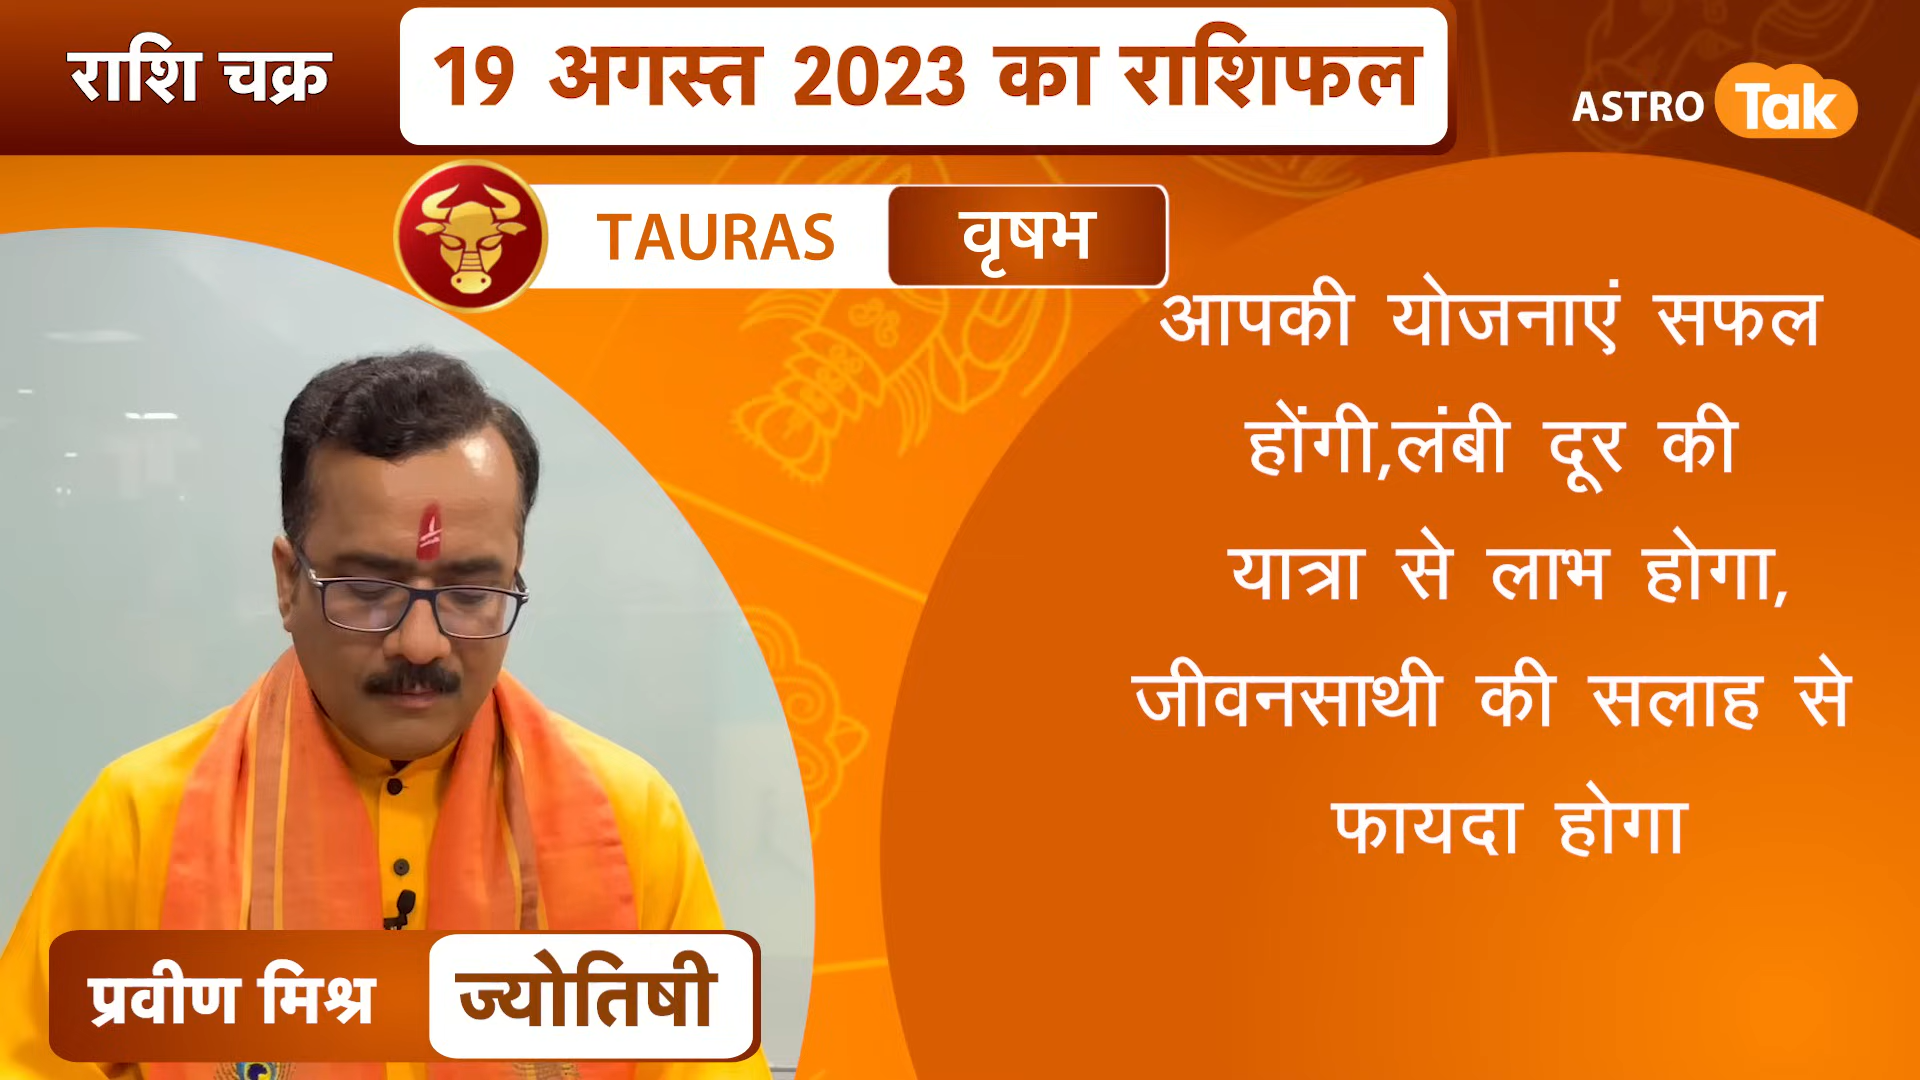 राशि चक्र
19 अगस्त 2023 का राशिफल
ASTRO Tak
TAURAS वृषभ
आपकी योजनाएं सफल
होंगी,लंबी दूर की
यात्रा से लाभ होगा,
जीवनसाथी की सलाह से
फायदा होगा
प्रवीण मिश्र ज्योतिषी